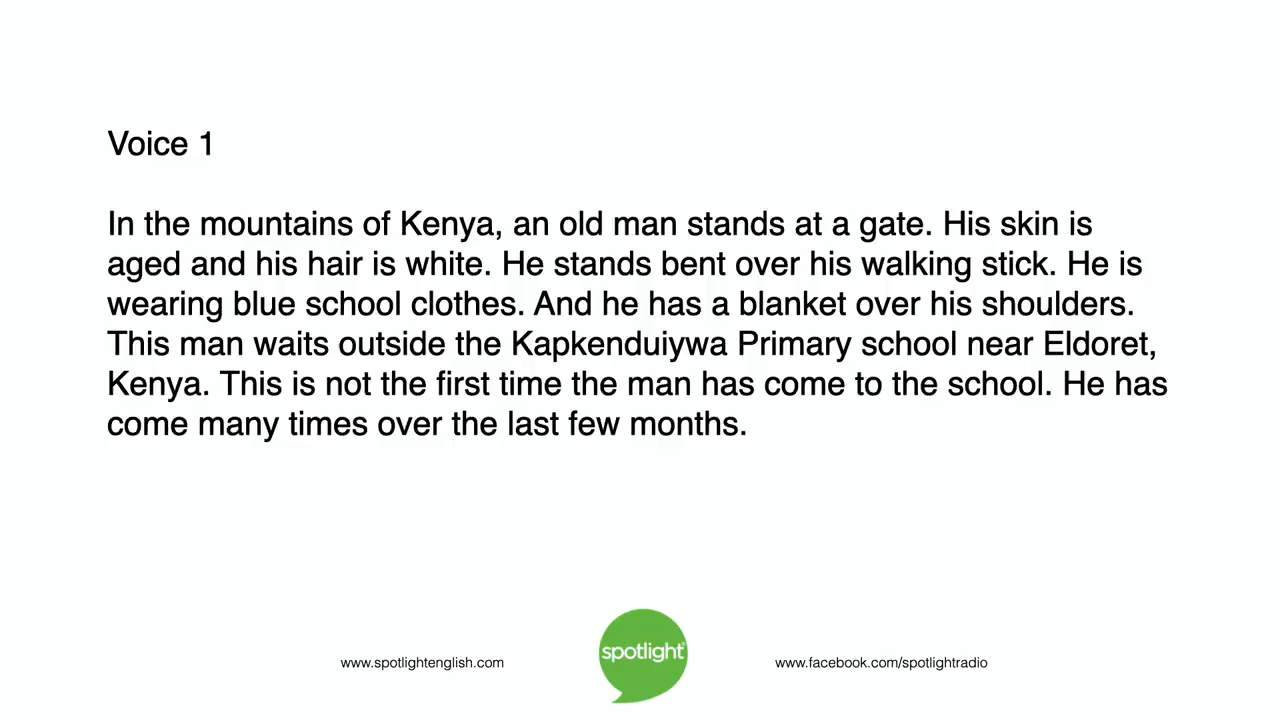 Voice 1
In the mountains of Kenya, an old man stands at a gate. His skin is
aged and his hair is white. He stands bent over his walking stick. He is
wearing blue school clothes. And he has a blanket over his shoulders.
This man waits outside the Kapkenduiywa Primary school near Eldoret,
Kenya. This is not the first time the man has come to the school. He has
come many times over the last few months.
www.spotlightenglish.com
spotlight
www.facebook.com/spotlightradio